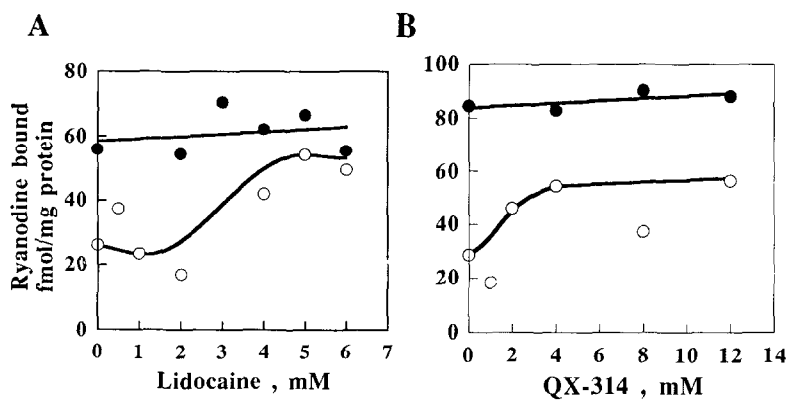 A
B
Ryanodine bound
fmol/mg protein
80
60
40
20
0
0 1 2 3 4 5 6 7
Lidocaine , mM
100
80
60
40
20
0
0 2 4 6 8 10 12 14
QX-314 , mM